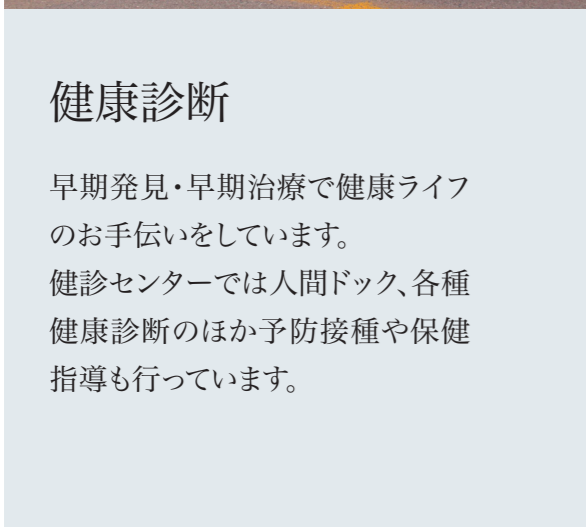 健康診断
早期発見・早期治療で健康ライフ
のお手伝いをしています。
健診センターでは人間ドック、各種
健康診断のほか予防接種や保健
指導も行っています。